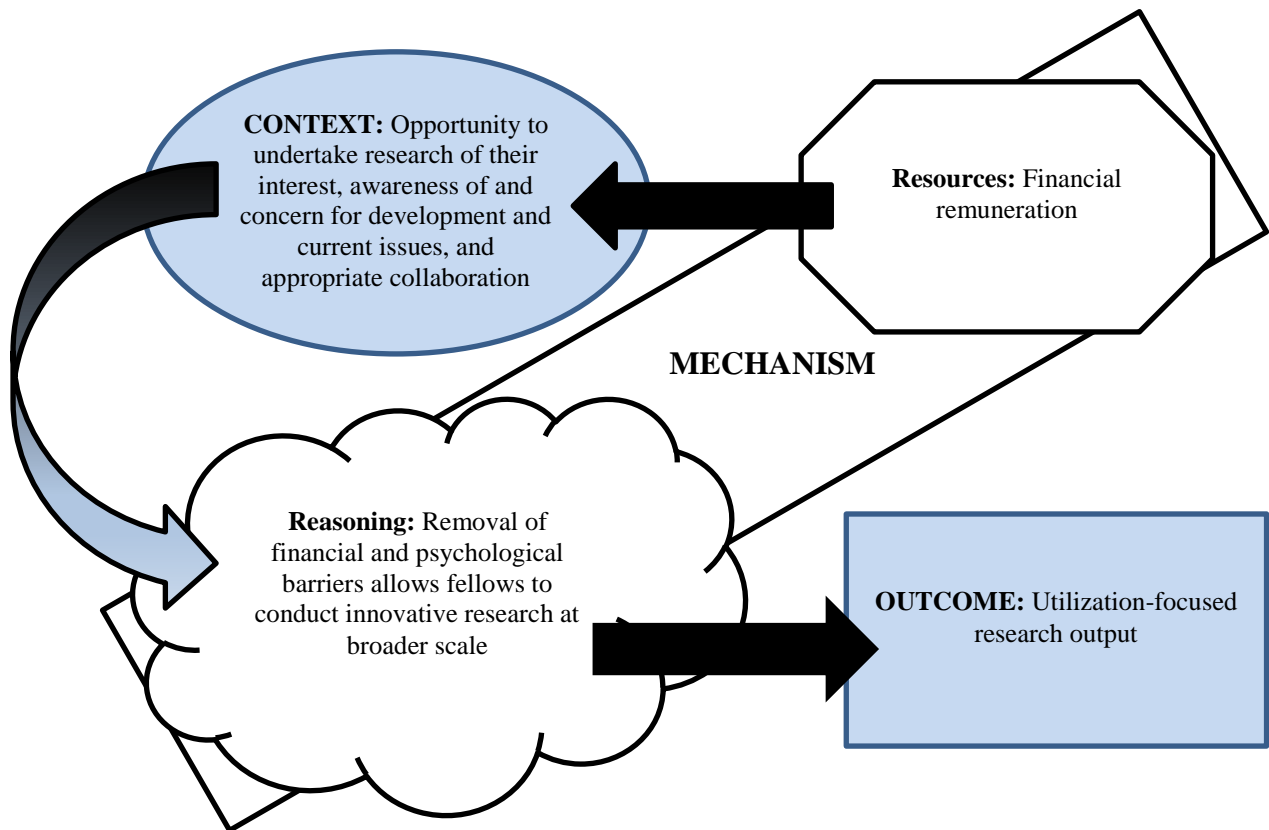 CONTEXT: Opportunity to
undertake research of their
interest, awareness of and
concern for development and
current issues, and
appropriate collaboration
Resources: Financial
remuneration
MECHANISM
Reasoning: Removal of
financial and psychological
barriers allows fellows to
conduct innovative research at
broader scale
OUTCOME: Utilization-focused
research output